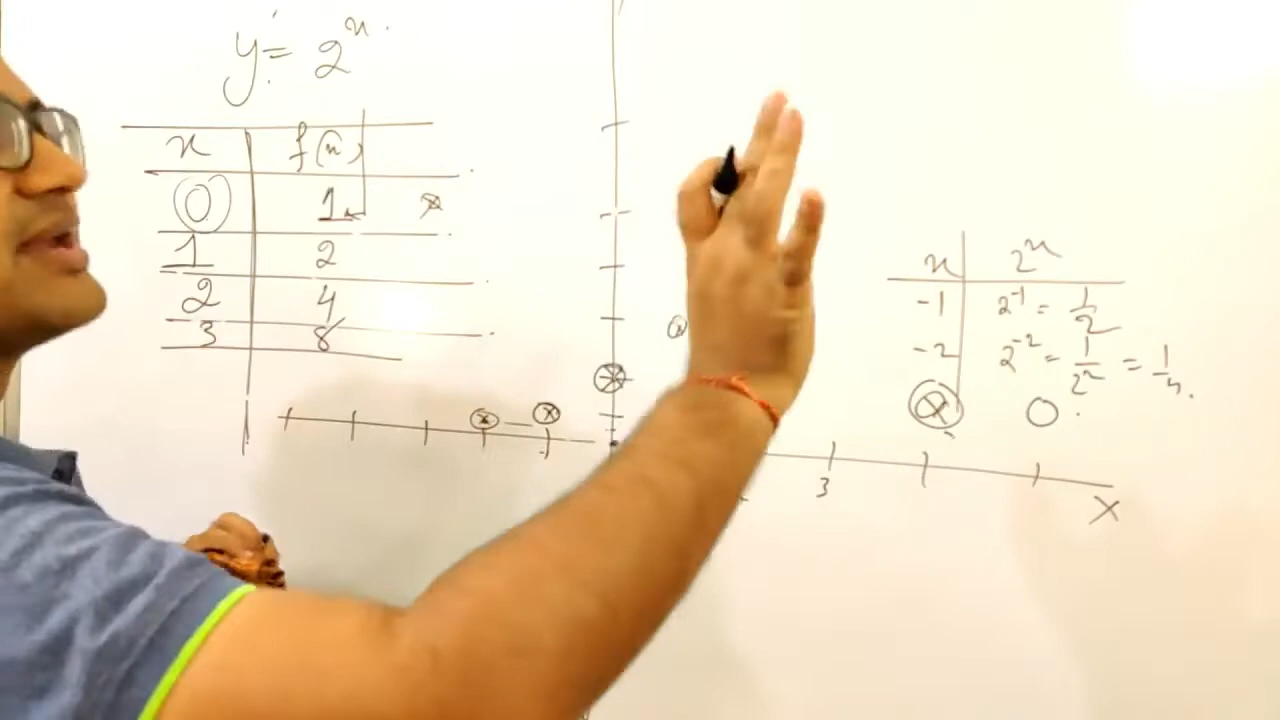 y = 2^x
x f(x)
0 1
1 2
2 4
3 8
x 2^x
-1 2^-1 = 1/2
-2 2^-2 = 1/2^2 = 1/4
3
X